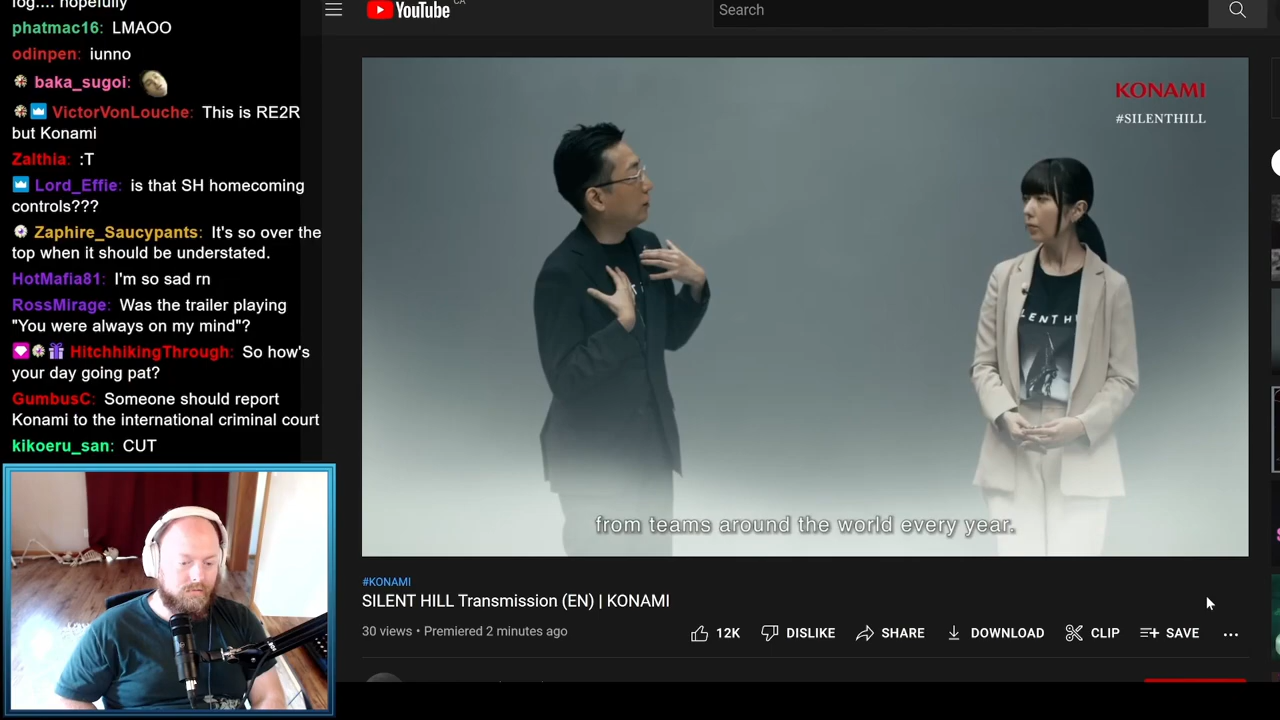 fog.... hopefully
phatmac16: LMAOO
odinpen: iunno
baka_sugoi:
VictorVonLouche: This is RE2R
but Konami
Zalthia: :T
Lord_Effie: is that SH homecoming
controls???
Zaphire_Saucypants: It's so over the
top when it should be understated.
HotMafia81: I'm so sad rn
RossMirage: Was the trailer playing
"You were always on my mind"?
HitchhikingThrough: So how's
your day going pat?
GumbusC: Someone should report
Konami to the international criminal court
kikoeru_san: CUT
YouTube CA
Search
KONAMI
#SILENTHILL
from teams around the world every year.
#KONAMI
SILENT HILL Transmission (EN) | KONAMI
30 views • Premiered 2 minutes ago
12K
DISLIKE
SHARE
DOWNLOAD
CLIP
SAVE